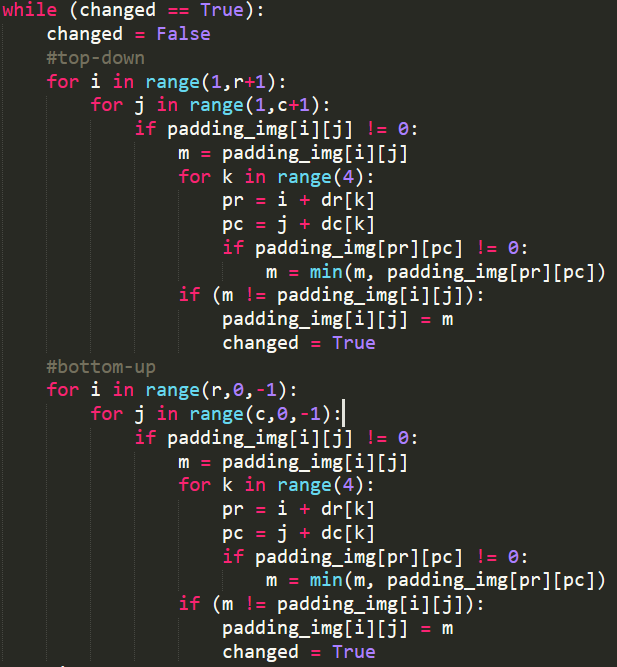 while (changed == True):
    changed = False
    #top-down
    for i in range(1,r+1):
        for j in range(1,c+1):
            if padding_img[i][j] != 0:
                m = padding_img[i][j]
                for k in range(4):
                    pr = i + dr[k]
                    pc = j + dc[k]
                    if padding_img[pr][pc] != 0:
                        m = min(m, padding_img[pr][pc])
                if (m != padding_img[i][j]):
                    padding_img[i][j] = m
                    changed = True
    #bottom-up
    for i in range(r,0,-1):
        for j in range(c,0,-1):
            if padding_img[i][j] != 0:
                m = padding_img[i][j]
                for k in range(4):
                    pr = i + dr[k]
                    pc = j + dc[k]
                    if padding_img[pr][pc] != 0:
                        m = min(m, padding_img[pr][pc])
                if (m != padding_img[i][j]):
                    padding_img[i][j] = m
                    changed = True